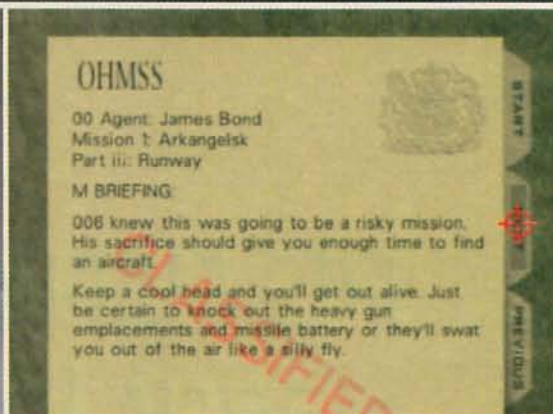 OHMSS
00 Agent: James Bond
Mission 1: Arkangelsk
Part iii: Runway
M BRIEFING:
006 knew this was going to be a risky mission.
His sacrifice should give you enough time to find
an aircraft.
Keep a cool head and you'll get out alive. Just
be certain to knock out the heavy gun
emplacements and missile battery or they'll swat
you out of the air like a silly fly.
CLASSIFIED
START
PREVIOUS